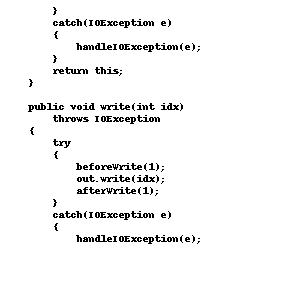 }
        catch(IOException e)
        {
            handleIOException(e);
        }
        return this;
    }

    public void write(int idx)
        throws IOException
    {
        try
        {
            beforeWrite(1);
            out.write(idx);
            afterWrite(1);
        }
        catch(IOException e)
        {
            handleIOException(e);